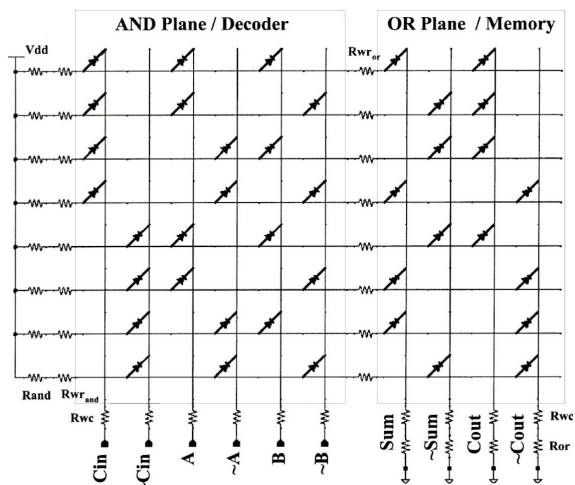 AND Plane / Decoder
OR Plane / Memory
Vdd
Rwr_or
Rand
Rwr_and
Rwc
Cin
~Cin
A
~A
B
~B
Sum
~Sum
Cout
~Cout
Rwc
Ror